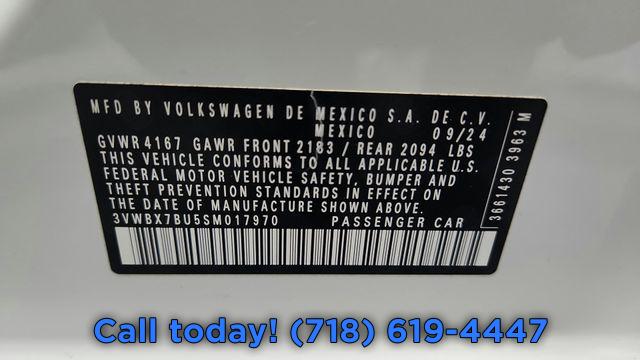 MFD BY VOLKSWAGEN DE MEXICO S.A. DE C.V.
MEXICO 09/24
GVWR 4167 GAWR FRONT 2183 / REAR 2094 LBS
THIS VEHICLE CONFORMS TO ALL APPLICABLE U.S.
FEDERAL MOTOR VEHICLE SAFETY, BUMPER AND
THEFT PREVENTION STANDARDS IN EFFECT ON
THE DATE OF MANUFACTURE SHOWN ABOVE.
3VWBX7BU5SM017970 PASSENGER CAR
3661430 3963 M
Call today! (718) 619-4447